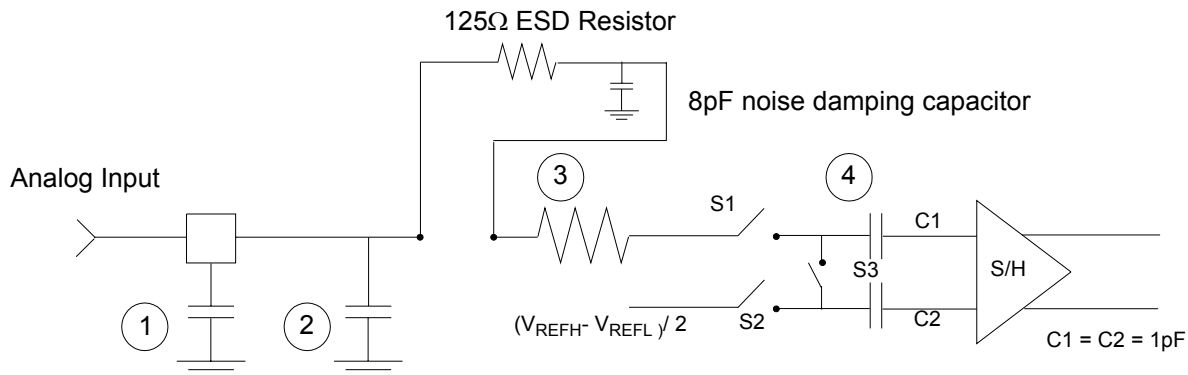 125Ω ESD Resistor
8pF noise damping capacitor
Analog Input
3
4
S1
C1
S3
S/H
1
2
(VREFH- VREFL )/ 2
S2
C2
C1 = C2 = 1pF